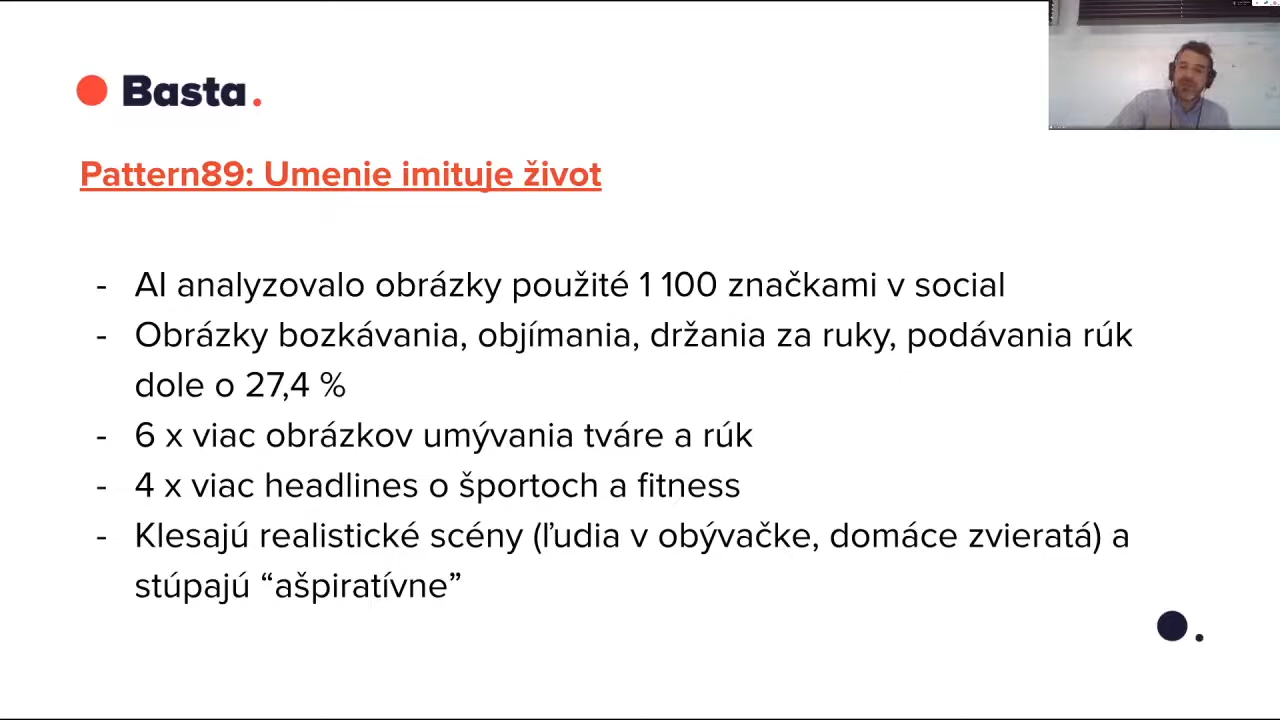 Basta.
Pattern89: Umenie imituje život
- AI analyzovalo obrázky použité 1 100 značkami v social
- Obrázky bozkávania, objímania, držania za ruky, podávania rúk
dole o 27,4 %
- 6 x viac obrázkov umývania tváre a rúk
- 4 x viac headlines o športoch a fitness
- Klesajú realistické scény (ľudia v obývačke, domáce zvieratá) a
stúpajú “ašpiratívne”